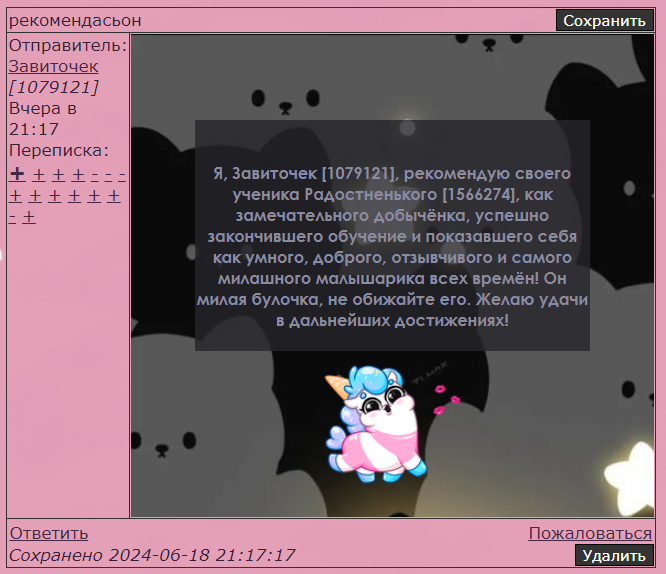 рекомендасьон
Сохранить
Отправитель:
Завиточек
[1079121]
Вчера в
21:17
Переписка:
+ + + + - - -
+ + + + + +
- +
Я, Завиточек [1079121], рекомендую своего
ученика Радостненького [1566274], как
замечательного добычёнка, успешно
закончившего обучение и показавшего себя
как умного, доброго, отзывчивого и самого
милашного малышарика всех времён! Он
милая булочка, не обижайте его. Желаю удачи
в дальнейших достижениях!
Ответить
Пожаловаться
Сохранено 2024-06-18 21:17:17
Удалить